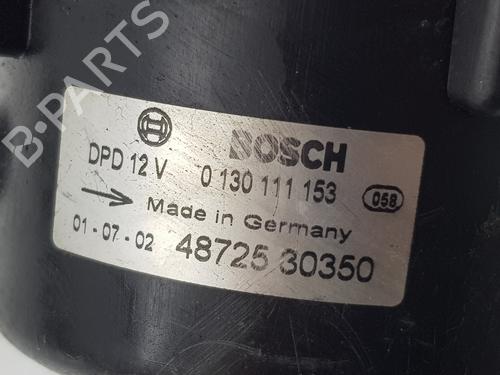 B-PARTS
BOSCH
DPD 12 V 0 130 111 153 058
Made in Germany
01-07-02 48725 30350